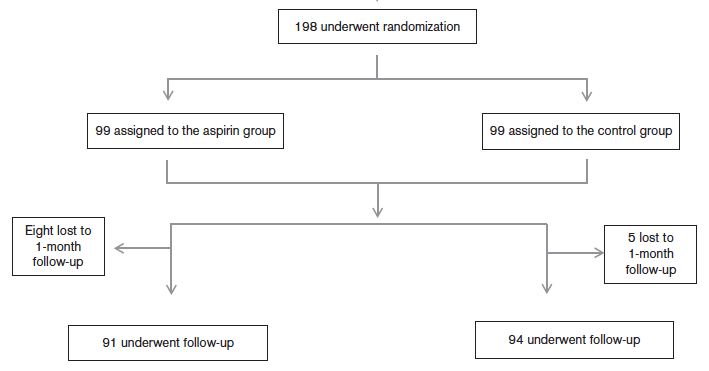 198 underwent randomization
99 assigned to the aspirin group
99 assigned to the control group
Eight lost to
1-month
follow-up
5 lost to
1-month
follow-up
91 underwent follow-up
94 underwent follow-up